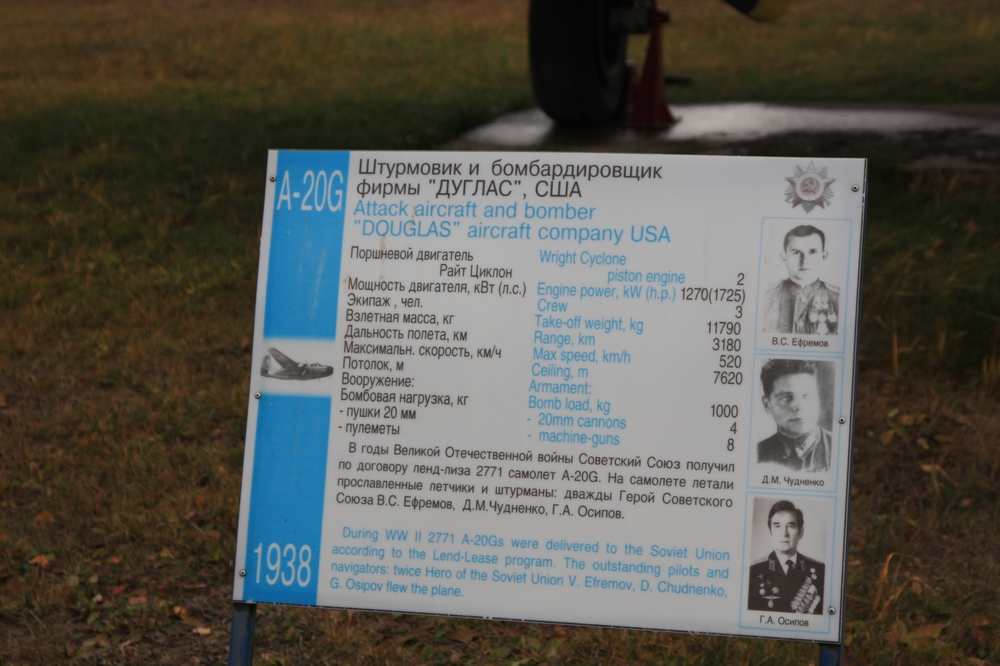 A-20G
Штурмовик и бомбардировщик
фирмы "ДУГЛАС", США
Attack aircraft and bomber
"DOUGLAS" aircraft company USA
Поршневой двигатель Wright Cyclone
Райт Циклон piston engine 2
Мощность двигателя, кВт (л.с.) Engine power, kW (h.p.) 1270(1725)
Экипаж , чел. Crew 3
Взлетная масса, кг Take-off weight, kg 11790
Дальность полета, км Range, km 3180
Максимальн. скорость, км/ч Max speed, km/h 520
Потолок, м Ceiling, m 7620
Вооружение: Armament:
Бомбовая нагрузка, кг Bomb load, kg 1000
- пушки 20 мм - 20mm cannons 4
- пулеметы - machine-guns 8
В годы Великой Отечественной войны Советский Союз получил
по договору ленд-лиза 2771 самолет А-20G. На самолете летали
прославленные летчики и штурманы: дважды Герой Советского
Союза В.С. Ефремов, Д.М.Чудненко, Г.А. Осипов.
During WW II 2771 A-20Gs were delivered to the Soviet Union
according to the Lend-Lease program. The outstanding pilots and
navigators: twice Hero of the Soviet Union V. Efremov, D. Chudnenko,
G. Osipov flew the plane.
1938
В.С. Ефремов
Д.М. Чудненко
Г.А. Осипов